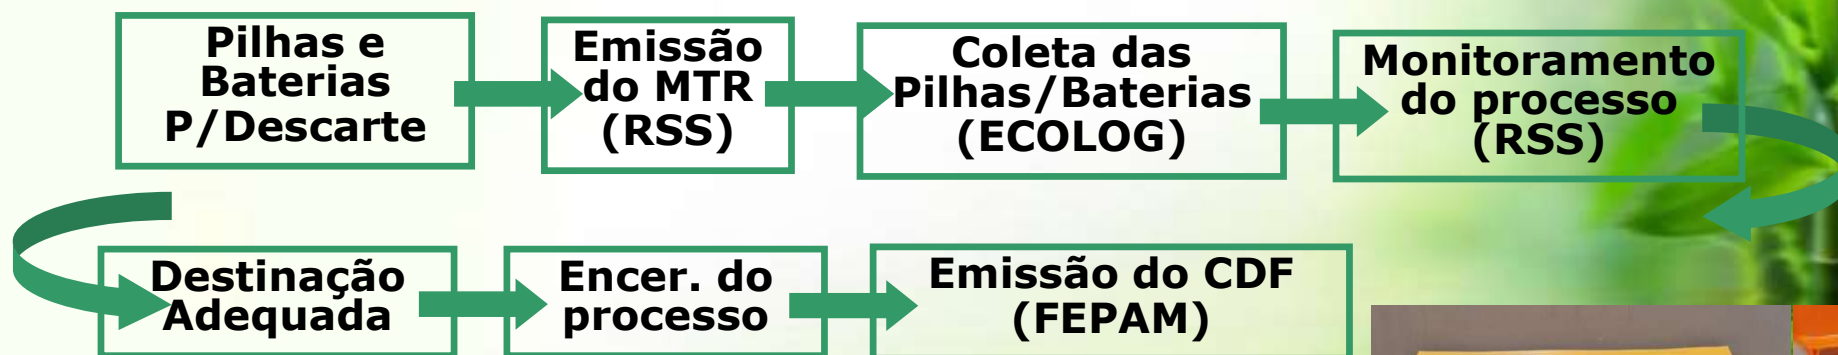 Pilhas e
Baterias
P/Descarte
Emissão
do MTR
(RSS)
Coleta das
Pilhas/Baterias
(ECOLOG)
Monitoramento
do processo
(RSS)
Destinação
Adequada
Encer. do
processo
Emissão do CDF
(FEPAM)